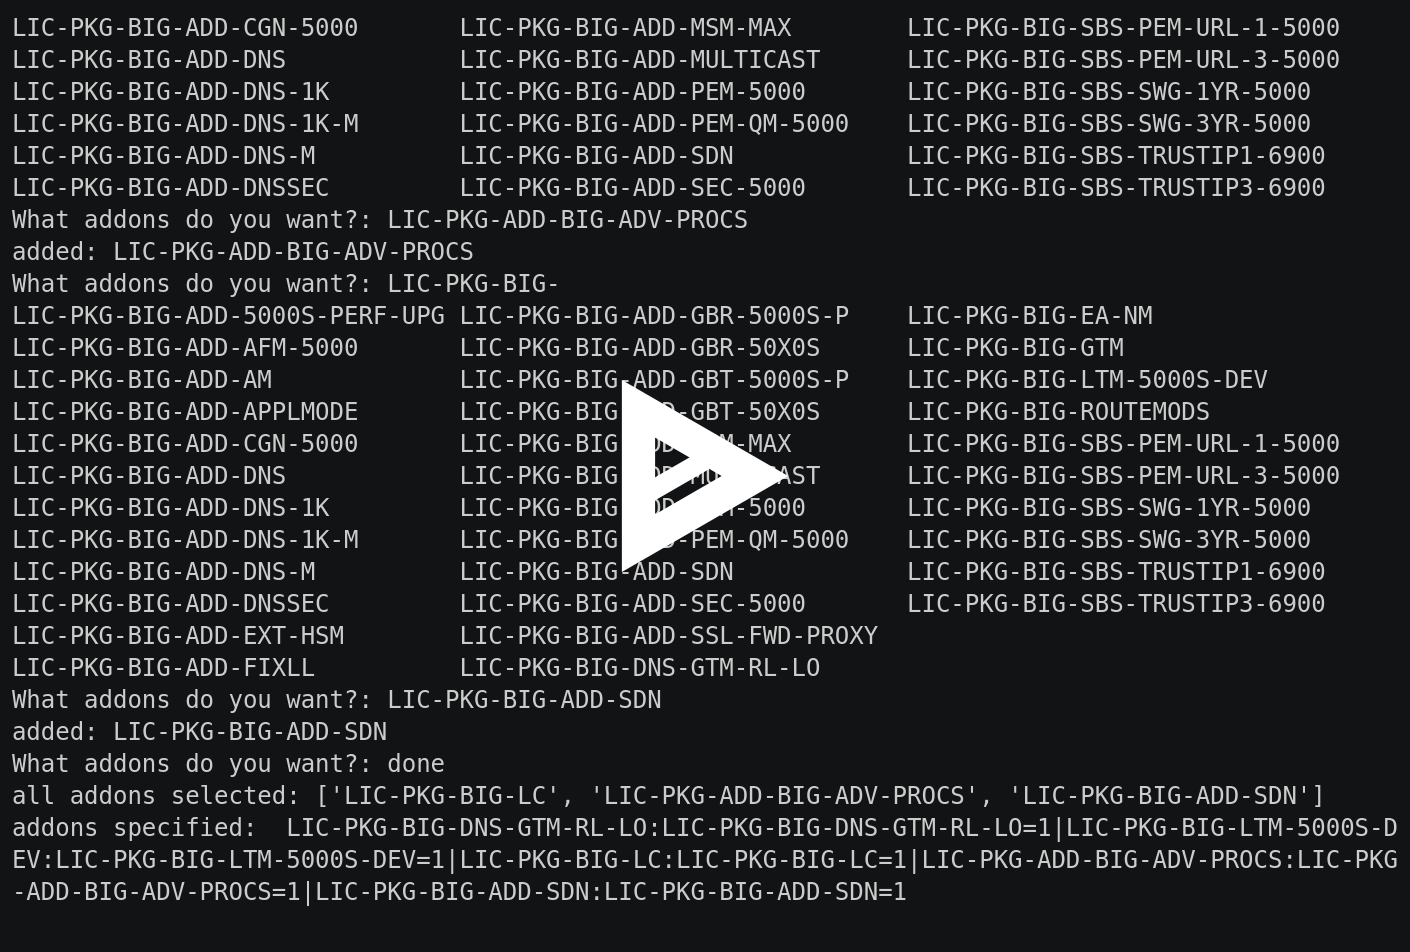 LIC-PKG-BIG-ADD-CGN-5000 LIC-PKG-BIG-ADD-MSM-MAX LIC-PKG-BIG-SBS-PEM-URL-1-5000
LIC-PKG-BIG-ADD-DNS LIC-PKG-BIG-ADD-MULTICAST LIC-PKG-BIG-SBS-PEM-URL-3-5000
LIC-PKG-BIG-ADD-DNS-1K LIC-PKG-BIG-ADD-PEM-5000 LIC-PKG-BIG-SBS-SWG-1YR-5000
LIC-PKG-BIG-ADD-DNS-1K-M LIC-PKG-BIG-ADD-PEM-QM-5000 LIC-PKG-BIG-SBS-SWG-3YR-5000
LIC-PKG-BIG-ADD-DNS-M LIC-PKG-BIG-ADD-SDN LIC-PKG-BIG-SBS-TRUSTIP1-6900
LIC-PKG-BIG-ADD-DNSSEC LIC-PKG-BIG-ADD-SEC-5000 LIC-PKG-BIG-SBS-TRUSTIP3-6900
What addons do you want?: LIC-PKG-ADD-BIG-ADV-PROCS
added: LIC-PKG-ADD-BIG-ADV-PROCS
What addons do you want?: LIC-PKG-BIG-
LIC-PKG-BIG-ADD-5000S-PERF-UPG LIC-PKG-BIG-ADD-GBR-5000S-P LIC-PKG-BIG-EA-NM
LIC-PKG-BIG-ADD-AFM-5000 LIC-PKG-BIG-ADD-GBR-50X0S LIC-PKG-BIG-GTM
LIC-PKG-BIG-ADD-AM LIC-PKG-BIG-ADD-GBT-5000S-P LIC-PKG-BIG-LTM-5000S-DEV
LIC-PKG-BIG-ADD-APPLMODE LIC-PKG-BIG-ADD-GBT-50X0S LIC-PKG-BIG-ROUTEMODS
LIC-PKG-BIG-ADD-CGN-5000 LIC-PKG-BIG-ADD-MSM-MAX LIC-PKG-BIG-SBS-PEM-URL-1-5000
LIC-PKG-BIG-ADD-DNS LIC-PKG-BIG-ADD-MULTICAST LIC-PKG-BIG-SBS-PEM-URL-3-5000
LIC-PKG-BIG-ADD-DNS-1K LIC-PKG-BIG-ADD-PEM-5000 LIC-PKG-BIG-SBS-SWG-1YR-5000
LIC-PKG-BIG-ADD-DNS-1K-M LIC-PKG-BIG-ADD-PEM-QM-5000 LIC-PKG-BIG-SBS-SWG-3YR-5000
LIC-PKG-BIG-ADD-DNS-M LIC-PKG-BIG-ADD-SDN LIC-PKG-BIG-SBS-TRUSTIP1-6900
LIC-PKG-BIG-ADD-DNSSEC LIC-PKG-BIG-ADD-SEC-5000 LIC-PKG-BIG-SBS-TRUSTIP3-6900
LIC-PKG-BIG-ADD-EXT-HSM LIC-PKG-BIG-ADD-SSL-FWD-PROXY
LIC-PKG-BIG-ADD-FIXLL LIC-PKG-BIG-DNS-GTM-RL-LO
What addons do you want?: LIC-PKG-BIG-ADD-SDN
added: LIC-PKG-BIG-ADD-SDN
What addons do you want?: done
all addons selected: ['LIC-PKG-BIG-LC', 'LIC-PKG-ADD-BIG-ADV-PROCS', 'LIC-PKG-BIG-ADD-SDN']
addons specified:  LIC-PKG-BIG-DNS-GTM-RL-LO:LIC-PKG-BIG-DNS-GTM-RL-LO=1|LIC-PKG-BIG-LTM-5000S-D
EV:LIC-PKG-BIG-LTM-5000S-DEV=1|LIC-PKG-BIG-LC:LIC-PKG-BIG-LC=1|LIC-PKG-ADD-BIG-ADV-PROCS:LIC-PKG
-ADD-BIG-ADV-PROCS=1|LIC-PKG-BIG-ADD-SDN:LIC-PKG-BIG-ADD-SDN=1